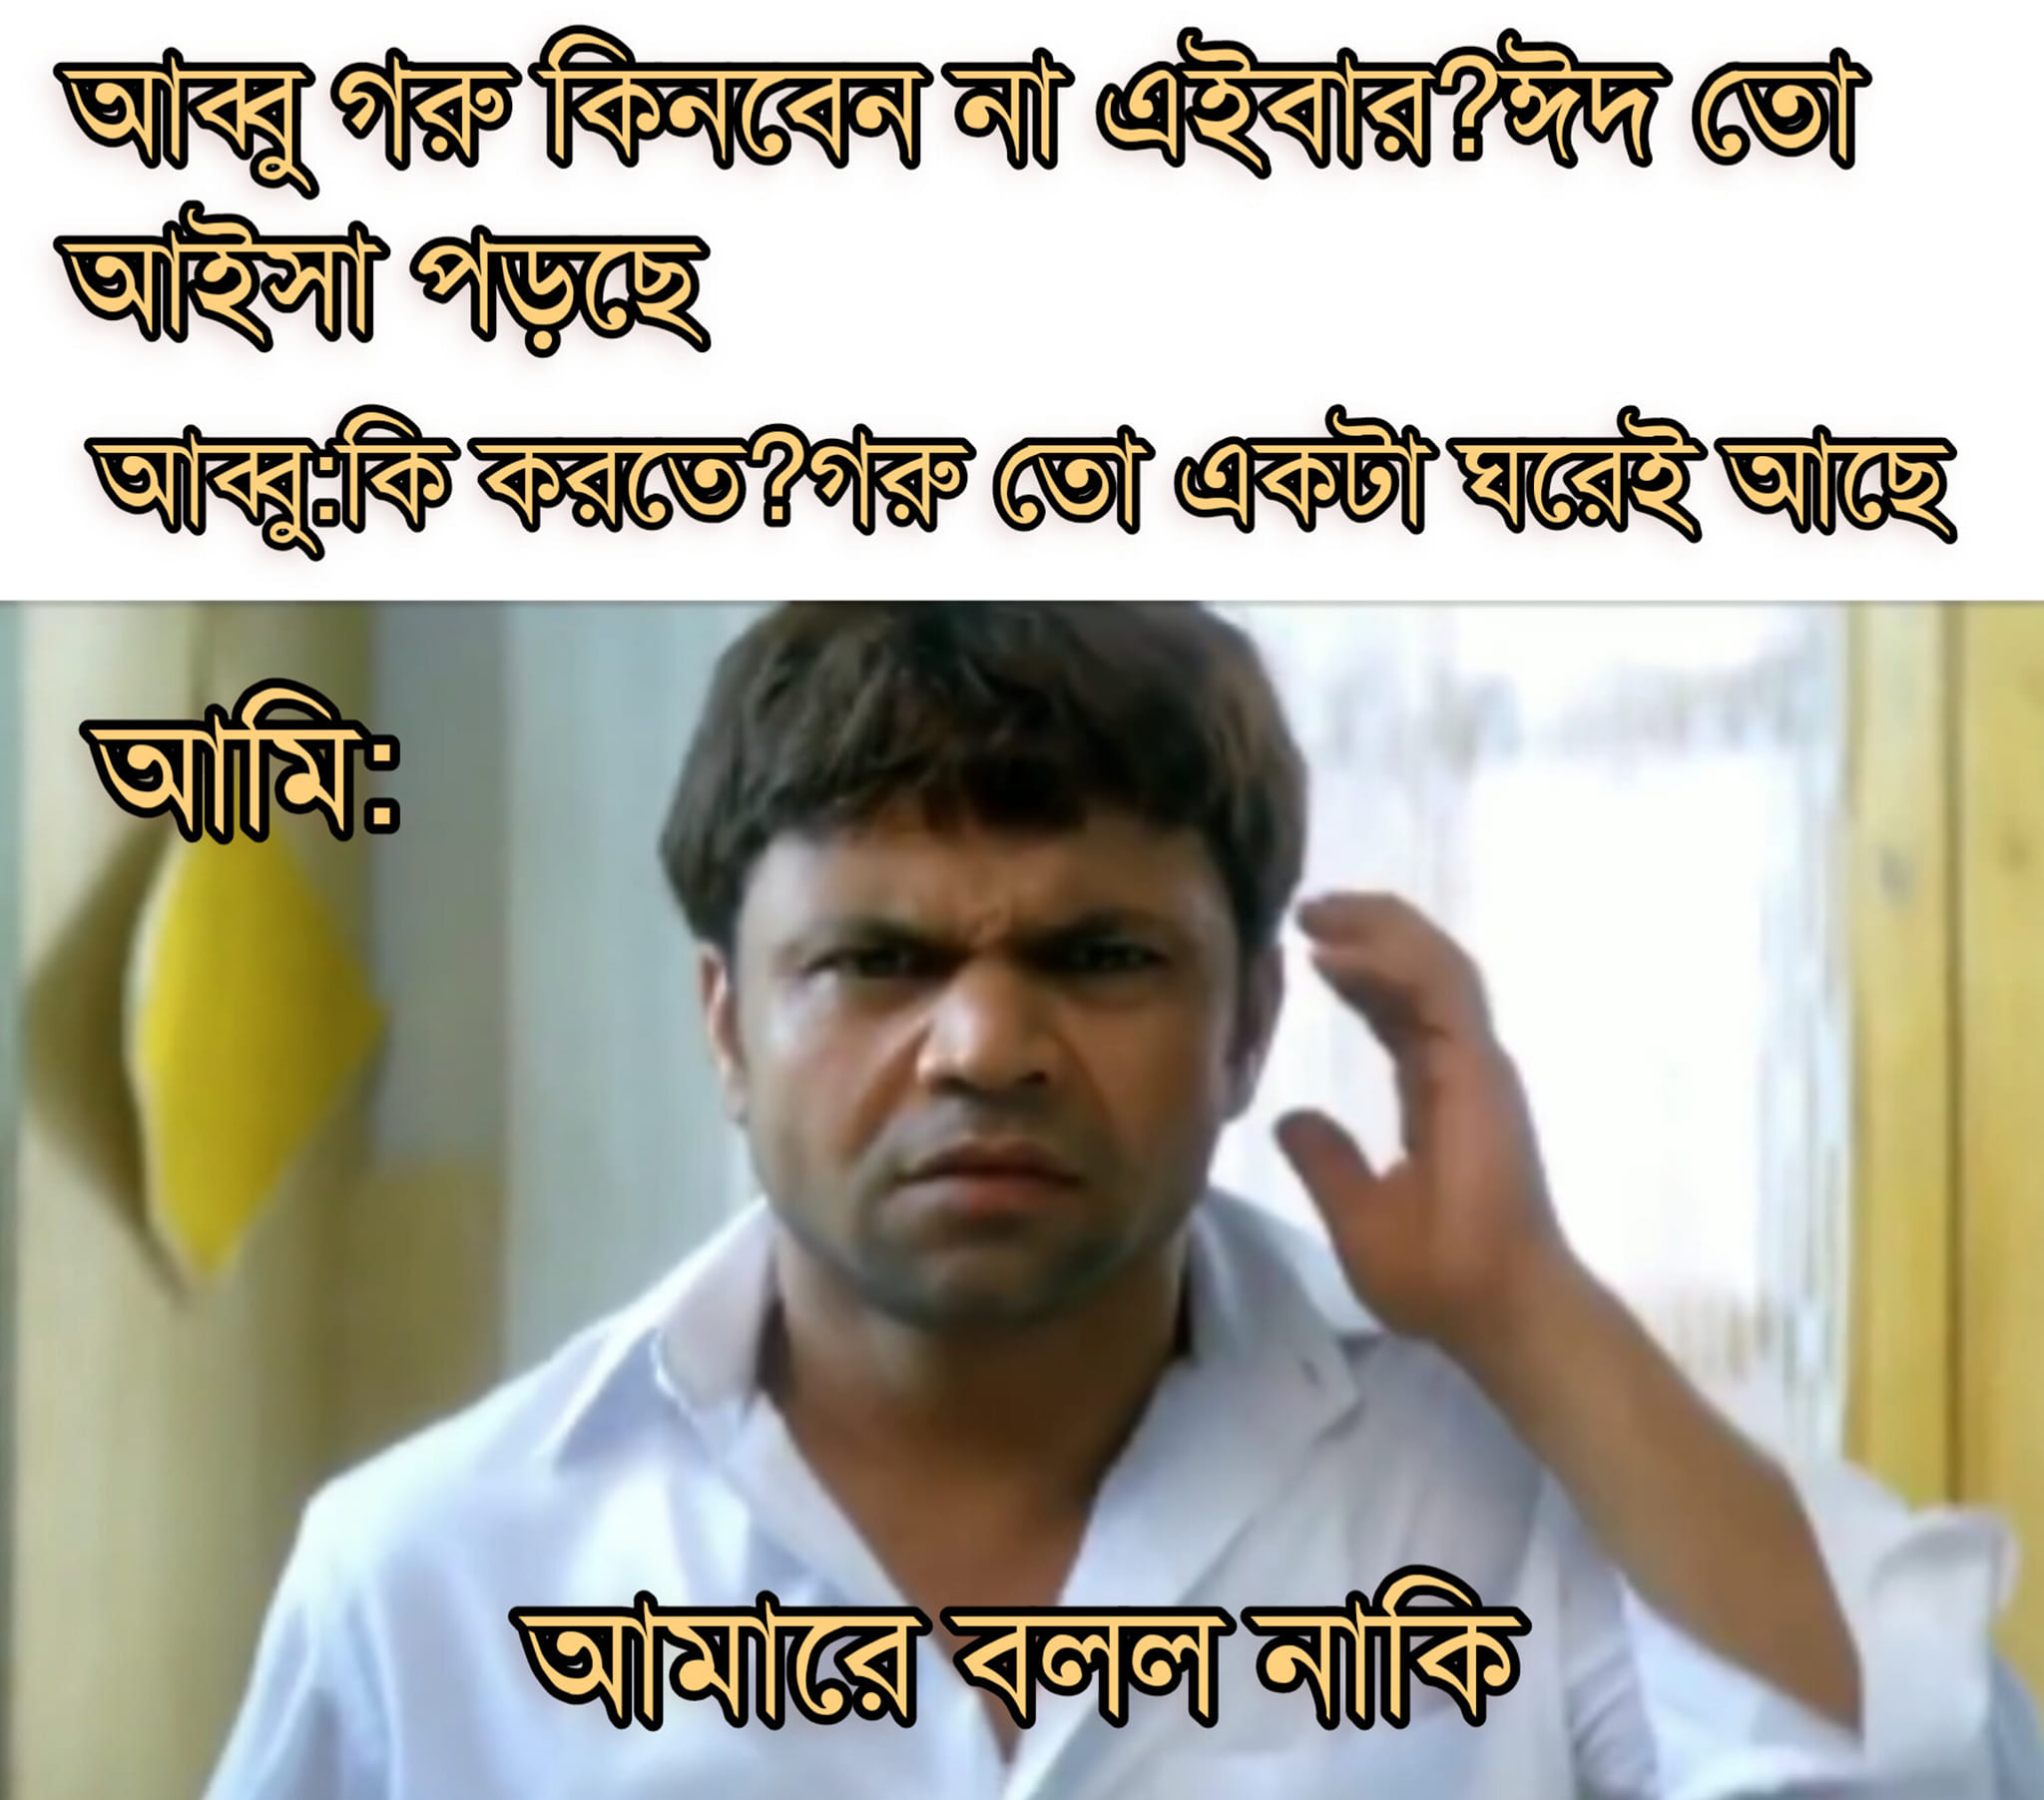 আব্বু গরু কিনবেন না এইবার?ঈদ তো
আইসা পড়ছে
আব্বু:কি করতে?গরু তো একটা ঘরেই আছে
আমি:
আমারে বলল নাকি